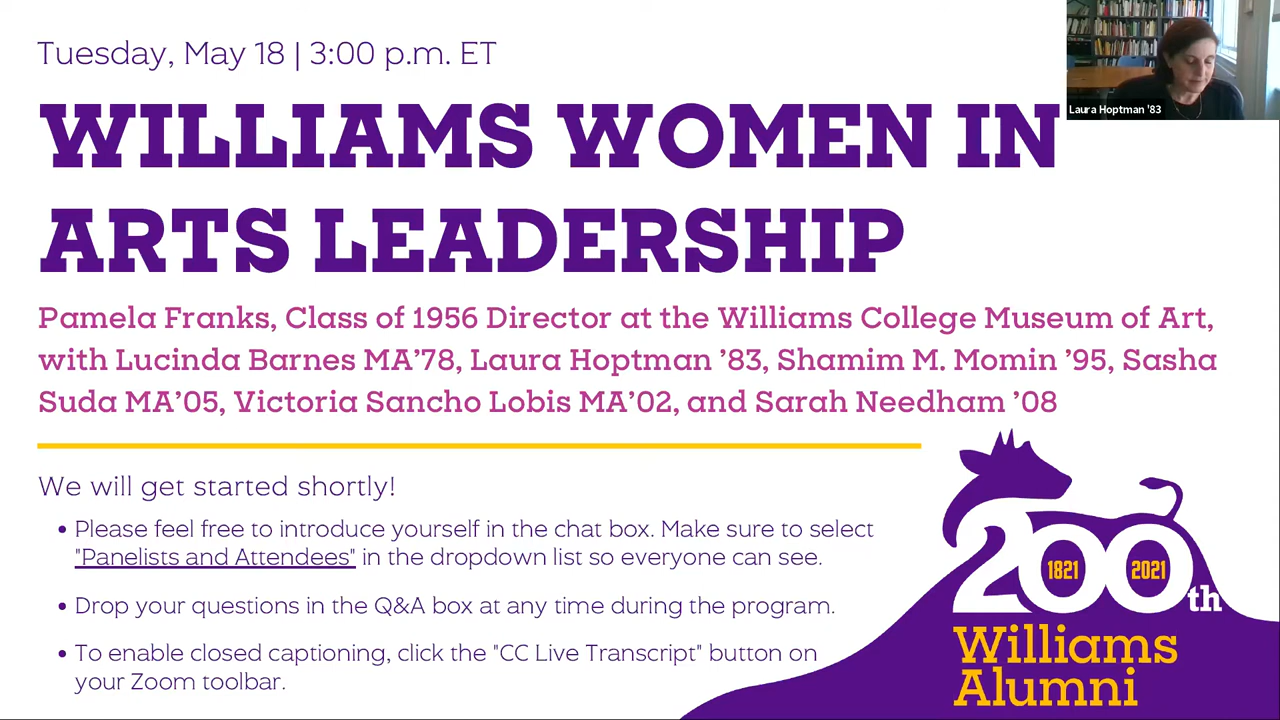 Tuesday, May 18 | 3:00 p.m. ET
Laura Hoptman '83
WILLIAMS WOMEN IN
ARTS LEADERSHIP
Pamela Franks, Class of 1956 Director at the Williams College Museum of Art,
with Lucinda Barnes MA’78, Laura Hoptman ’83, Shamim M. Momin ’95, Sasha
Suda MA’05, Victoria Sancho Lobis MA’02, and Sarah Needham ’08
We will get started shortly!
• Please feel free to introduce yourself in the chat box. Make sure to select
"Panelists and Attendees" in the dropdown list so everyone can see.
• Drop your questions in the Q&A box at any time during the program.
• To enable closed captioning, click the "CC Live Transcript" button on
your Zoom toolbar.
200th
1821 2021
Williams
Alumni